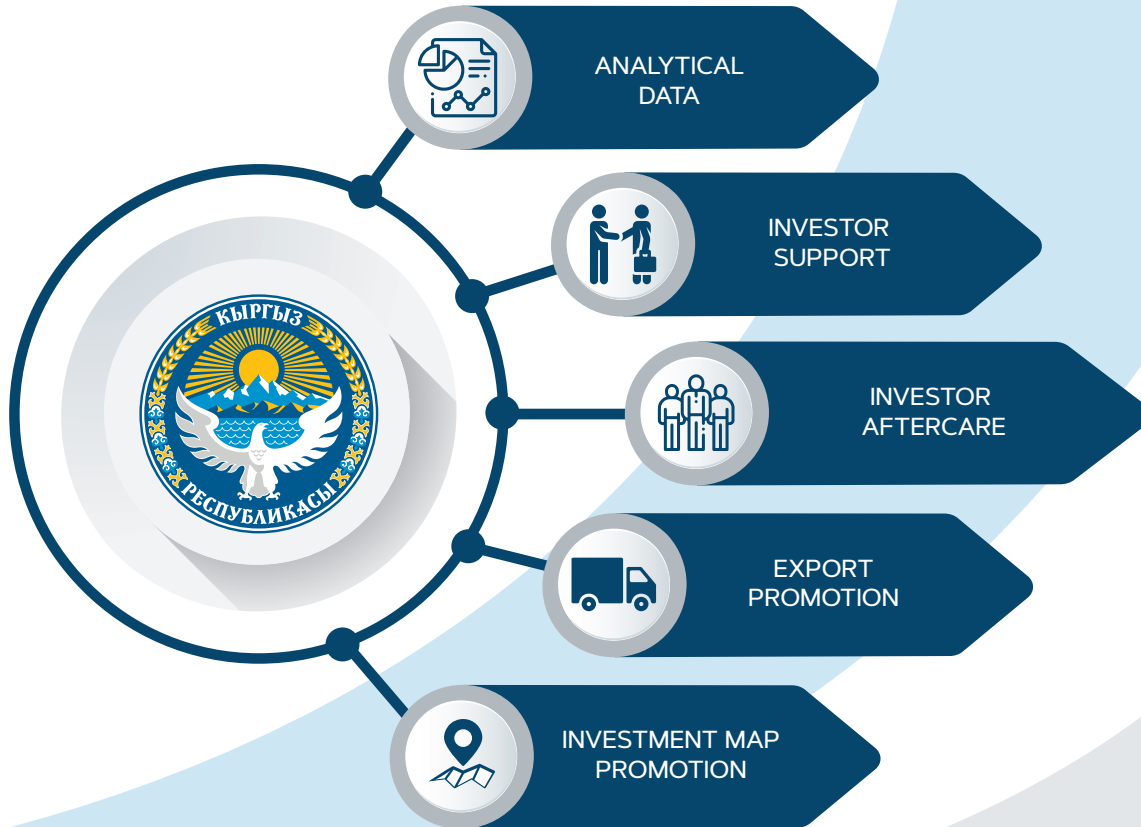 ANALYTICAL
DATA
INVESTOR
SUPPORT
КЫРГЫЗ
РЕСПУБЛИКАСЫ
INVESTOR
AFTERCARE
EXPORT
PROMOTION
INVESTMENT MAP
PROMOTION